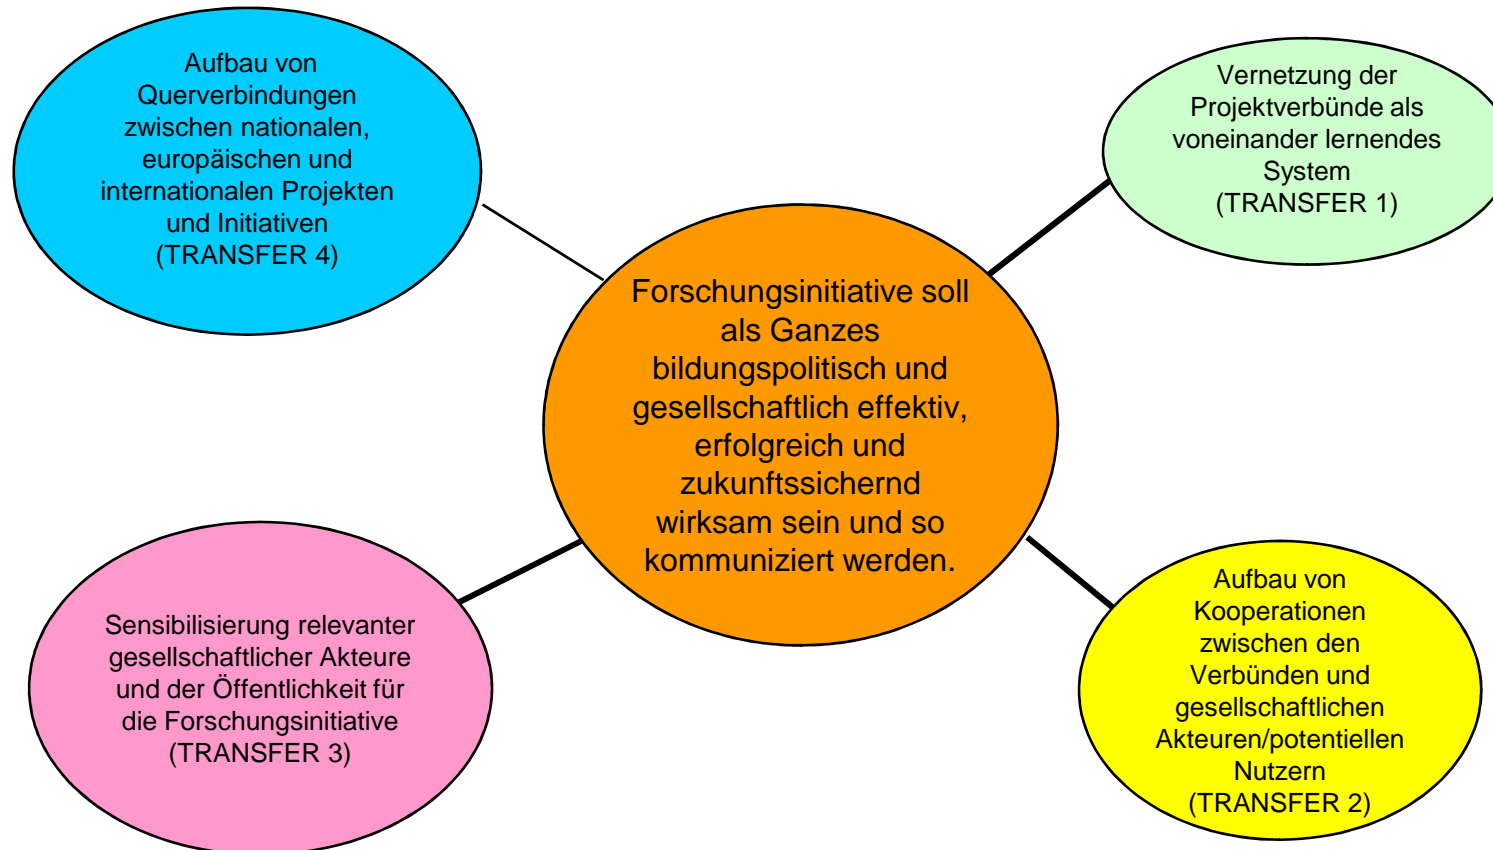 Aufbau von
Querverbindungen
zwischen nationalen,
europäischen und
internationalen Projekten
und Initiativen
(TRANSFER 4)
Vernetzung der
Projektverbünde als
voneinander lernendes
System
(TRANSFER 1)
Forschungsinitiative soll
als Ganzes
bildungspolitisch und
gesellschaftlich effektiv,
erfolgreich und
zukunftssichernd
wirksam sein und so
kommuniziert werden.
Sensibilisierung relevanter
gesellschaftlicher Akteure
und der Öffentlichkeit für
die Forschungsinitiative
(TRANSFER 3)
Aufbau von
Kooperationen
zwischen den
Verbünden und
gesellschaftlichen
Akteuren/potentiellen
Nutzern
(TRANSFER 2)